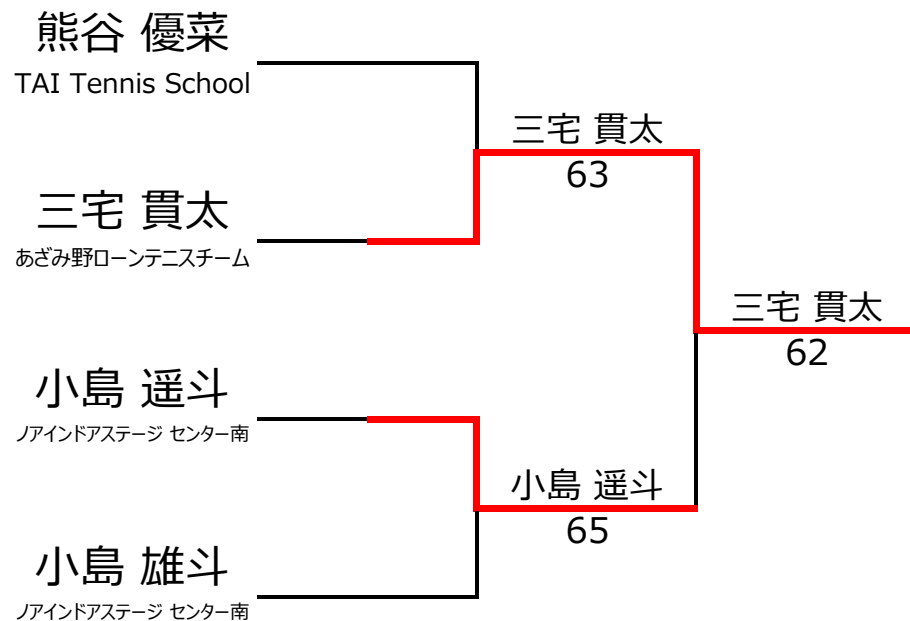 熊谷 優菜
TAI Tennis School
三宅 貫太
63
三宅 貫太
あざみ野ローンテニスチーム
三宅 貫太
62
小島 遥斗
ノアインドアステージ センター南
小島 遥斗
65
小島 雄斗
ノアインドアステージ センター南